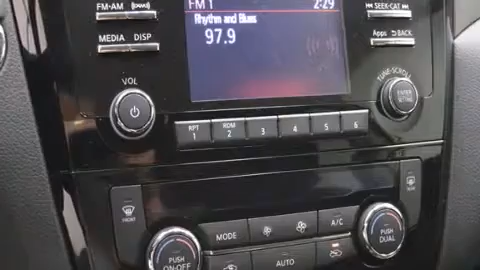 FM·AM
MEDIA DISP
FM 1 2:29
Rhythm and Blues
97.9
SEEK·CAT
Apps BACK
VOL
TUNE·SCROLL
ENTER
SETTING
RPT
1
RDM
2
3
4
5
6
FRONT
REAR
MODE
A/C
AUTO
PUSH
ON·OFF
PUSH
DUAL